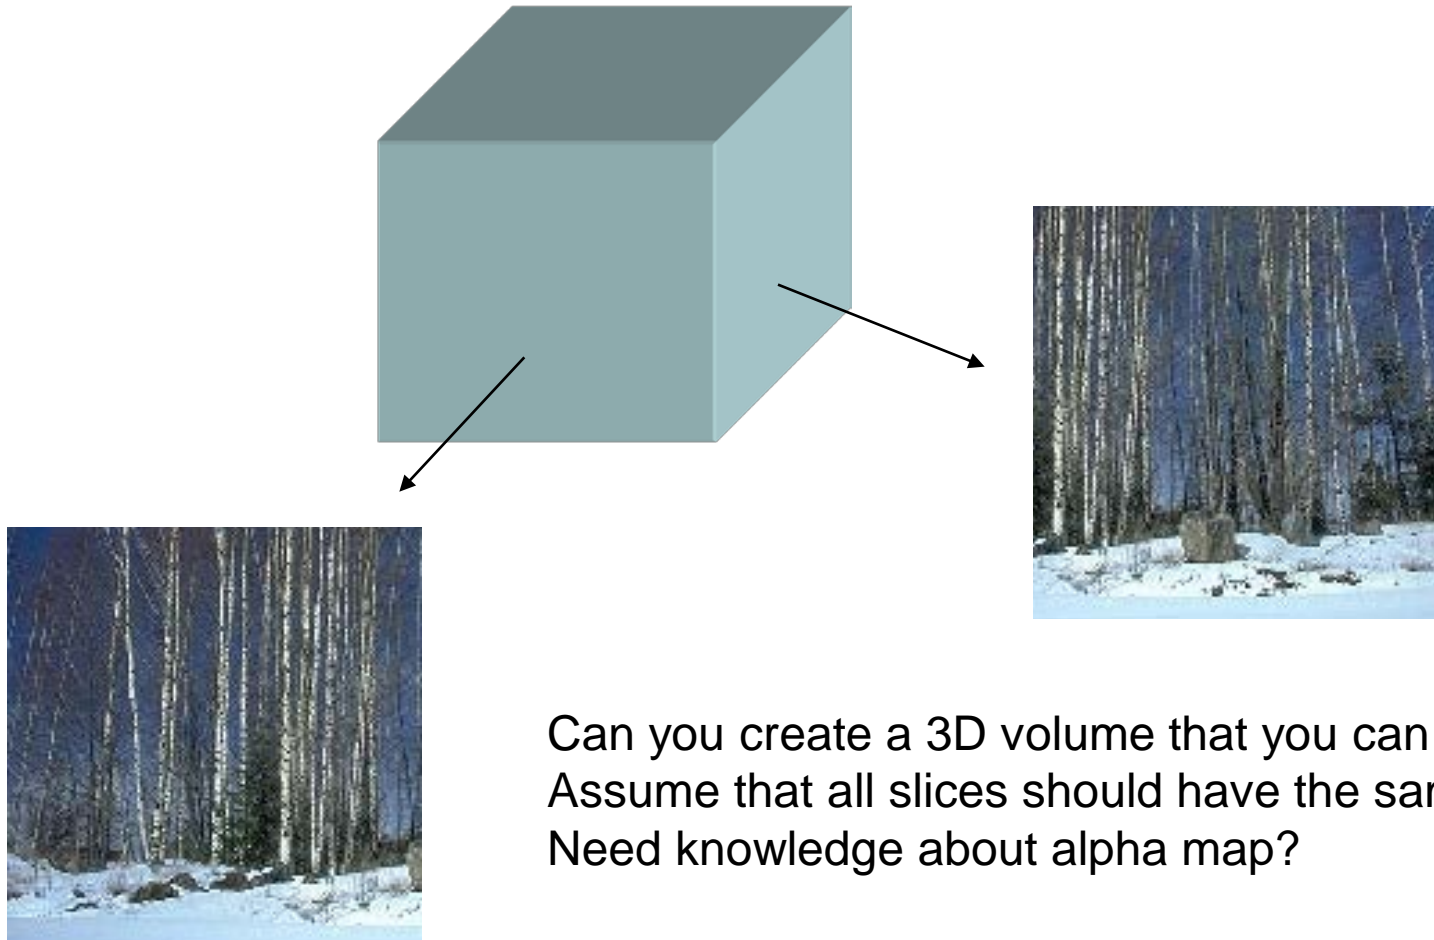 Can you create a 3D volume that you can
Assume that all slices should have the
Need knowledge about alpha map?